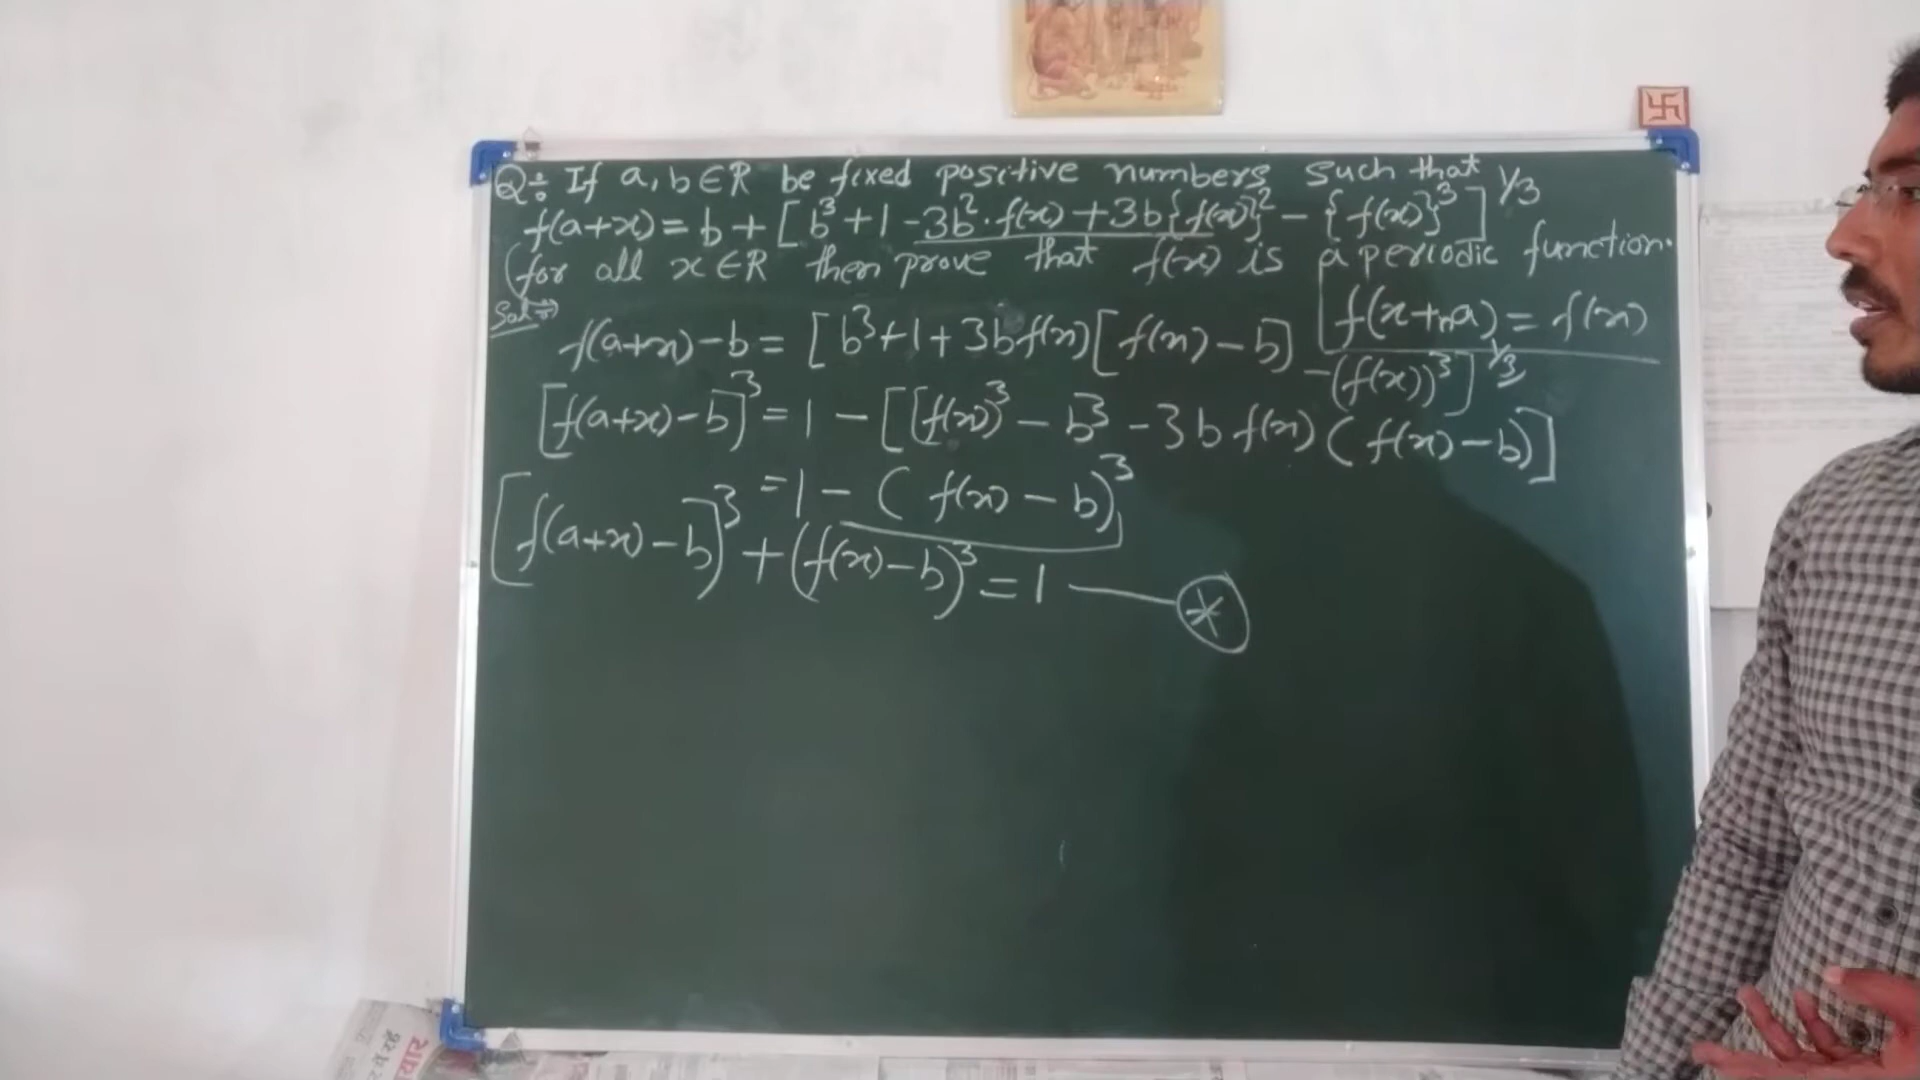 Q÷ If a, b ∈ R be fixed positive numbers such that
f(a+x) = b + [b³ + 1 - 3b²·f(x) + 3b{f(x)}² - {f(x)}³]^1/3
for all x ∈ R then prove that f(x) is a periodic function.
f(x+na) = f(x)
Sol⇒
f(a+x) - b = [b³ + 1 + 3b f(x) [f(x) - b] - (f(x))³]^1/3
[f(a+x) - b]³ = 1 - [(f(x))³ - b³ - 3b f(x) (f(x) - b)]
= 1 - (f(x) - b)³
[f(a+x) - b]³ + (f(x) - b)³ = 1 — *